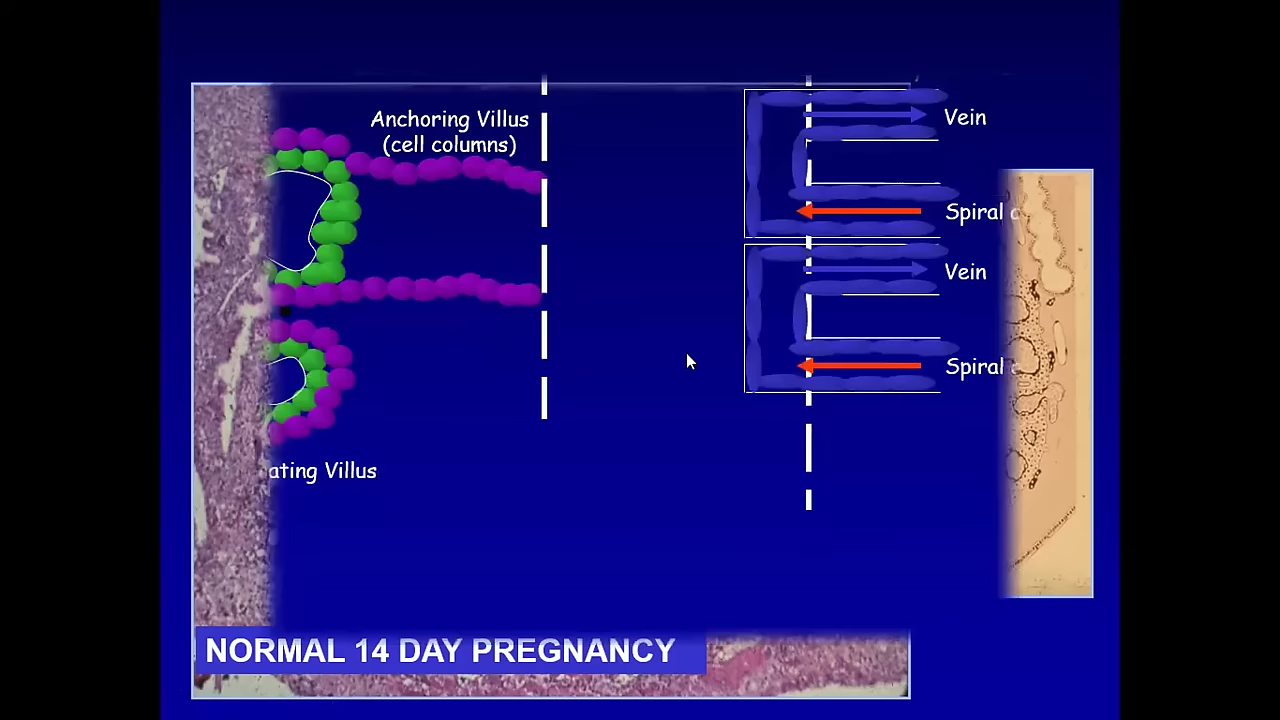 Anchoring Villus
(cell columns)
Vein
Spiral
Vein
Spiral
ating Villus
NORMAL 14 DAY PREGNANCY